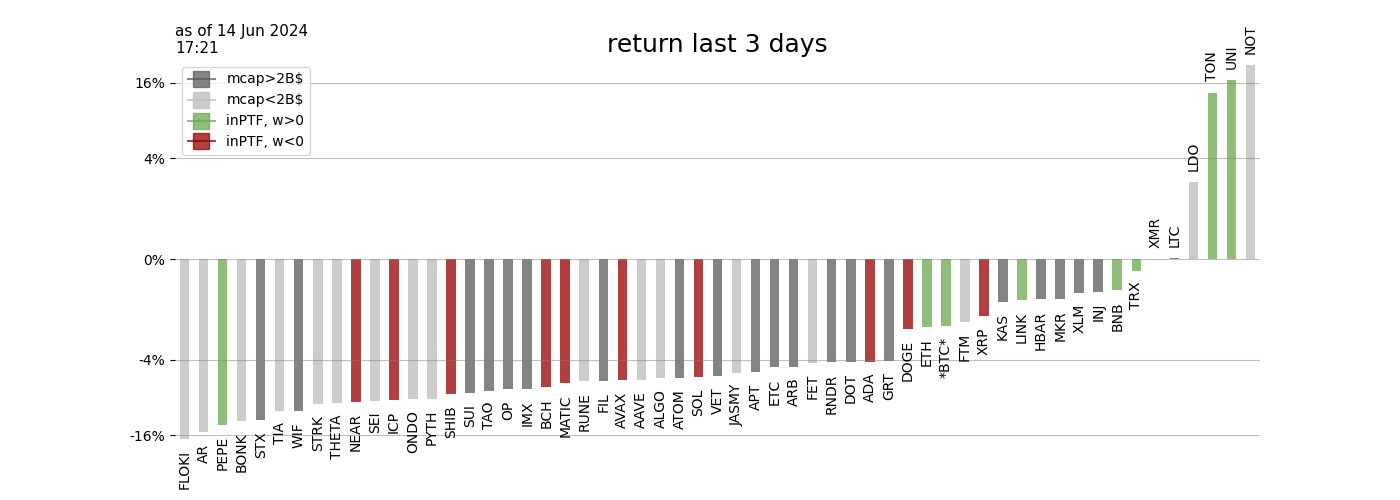 as of 14 Jun 2024
17:21
return last 3 days
mcap>2B$
mcap<2B$
inPTF, w>0
inPTF, w<0
16%
4%
0%
-4%
-16%
FLOKI
AR
PEPE
BONK
STX
TIA
WIF
STRK
THETA
NEAR
SEI
ICP
ONDO
PYTH
SHIB
SUI
TAO
OP
IMX
BCH
MATIC
RUNE
FIL
AVAX
AAVE
ALGO
ATOM
SOL
VET
JASMY
APT
ETC
ARB
FET
RNDR
DOT
ADA
GRT
DOGE
ETH
*BTC*
FTM
XRP
KAS
LINK
HBAR
MKR
XLM
INJ
BNB
TRX
XMR
LTC
LDO
TON
UNI
NOT